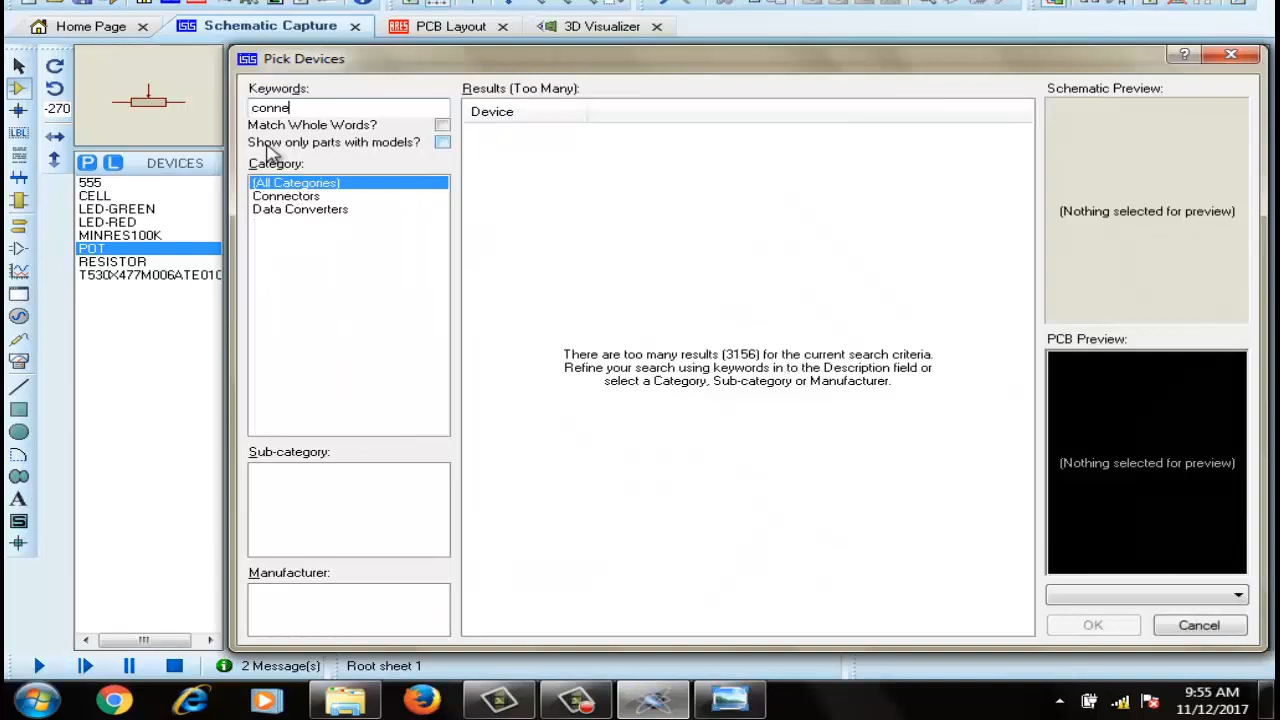 Home Page
Schematic Capture
PCB Layout
3D Visualizer
Pick Devices
Keywords:
conne
Match Whole Words?
Show only parts with models?
Category:
(All Categories)
Connectors
Data Converters
Sub-category:
Manufacturer:
Results (Too Many):
Device
There are too many results (3156) for the current search criteria.
Refine your search using keywords in to the Description field or
select a Category, Sub-category or Manufacturer.
Schematic Preview:
(Nothing selected for preview)
PCB Preview:
(Nothing selected for preview)
OK
Cancel
-270
LBL
P L DEVICES
555
CELL
LED-GREEN
LED-RED
MINRES100K
POT
RESISTOR
T530X477M006ATE010
A
S
2 Message(s)
Root sheet 1
9:55 AM
11/12/2017